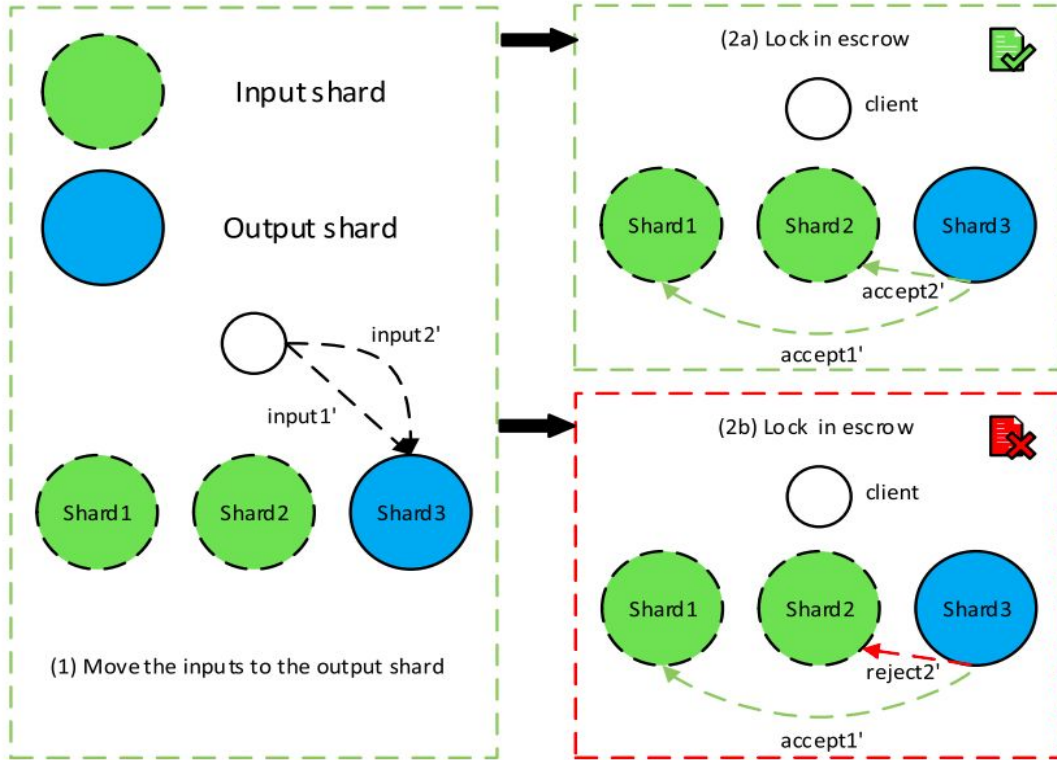 Input shard
Output shard
input2'
input1'
Shard1
Shard2
Shard3
(1) Move the inputs to the output shard
(2a) Lock in escrow
client
Shard1
Shard2
Shard3
accept2'
accept1'
(2b) Lock in escrow
client
Shard1
Shard2
Shard3
reject2'
accept1'